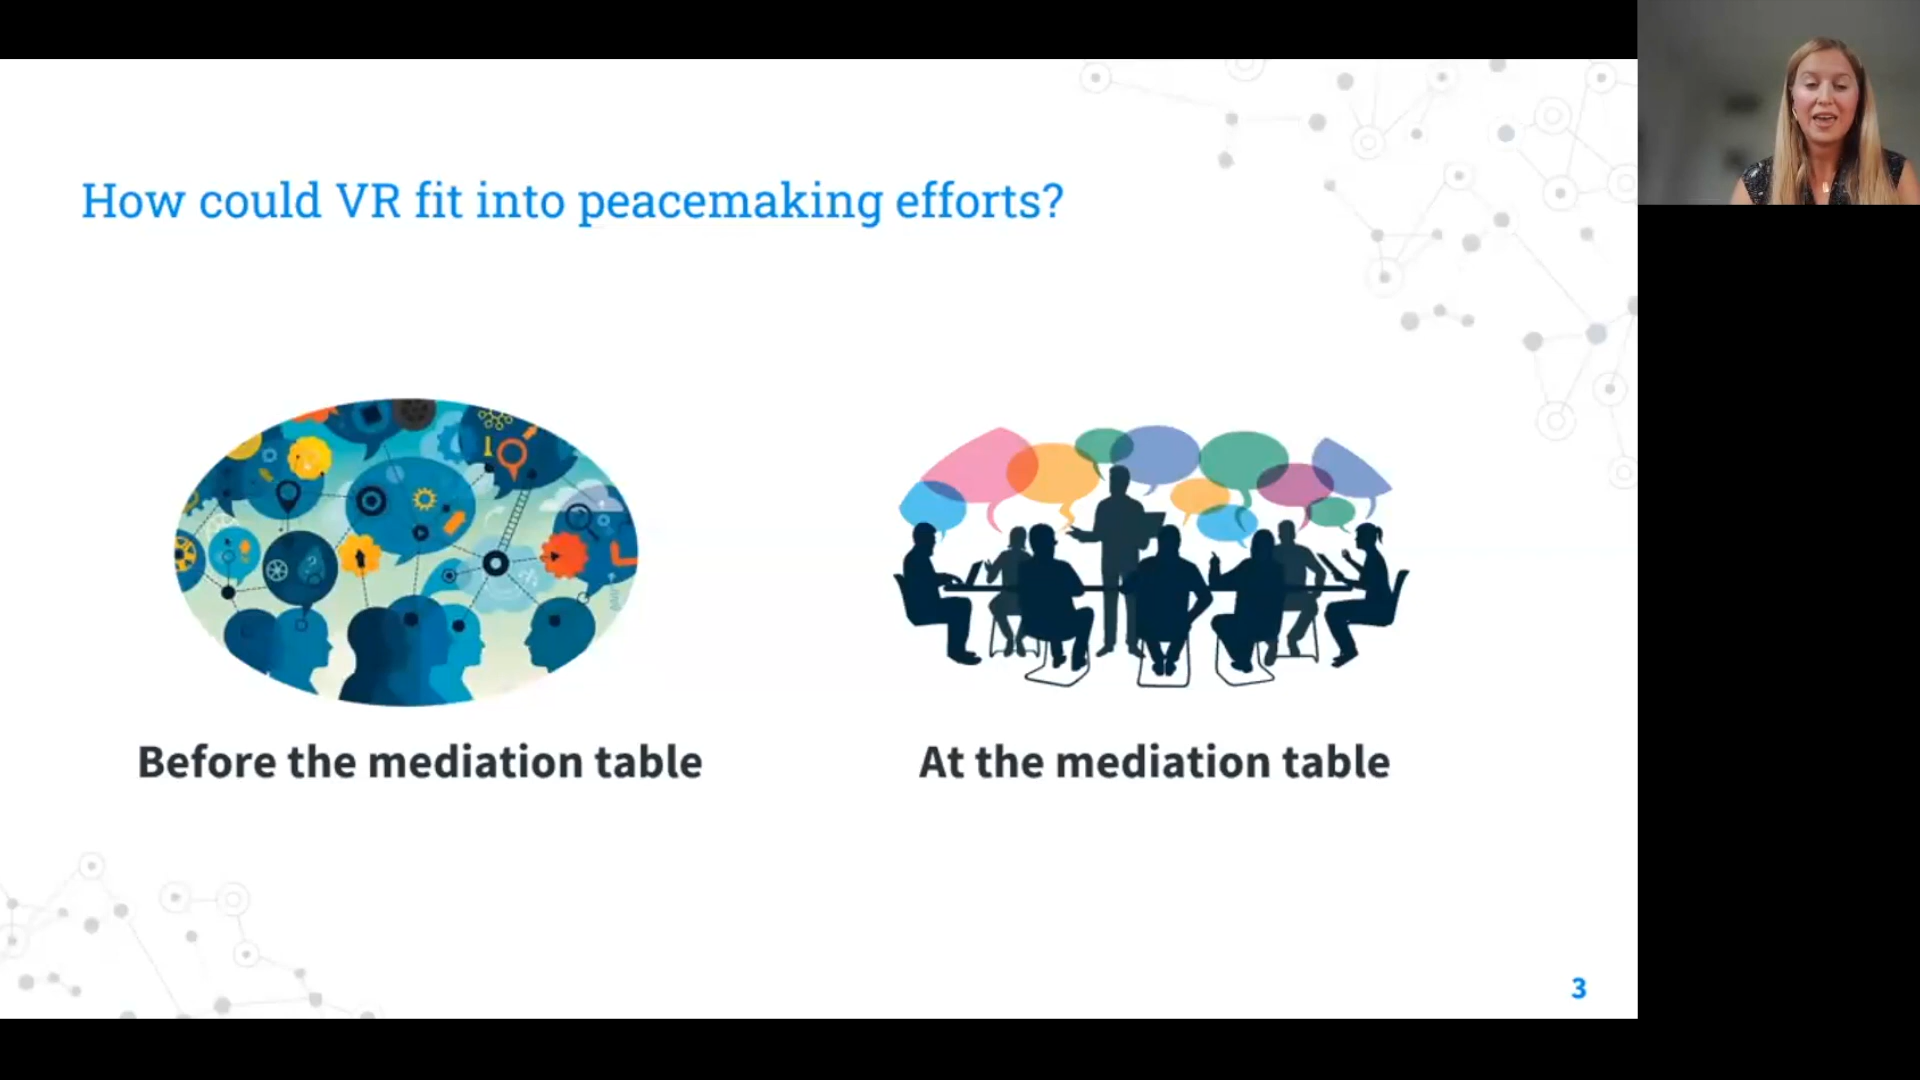 How could VR fit into peacemaking efforts?
Before the mediation table
At the mediation table
3